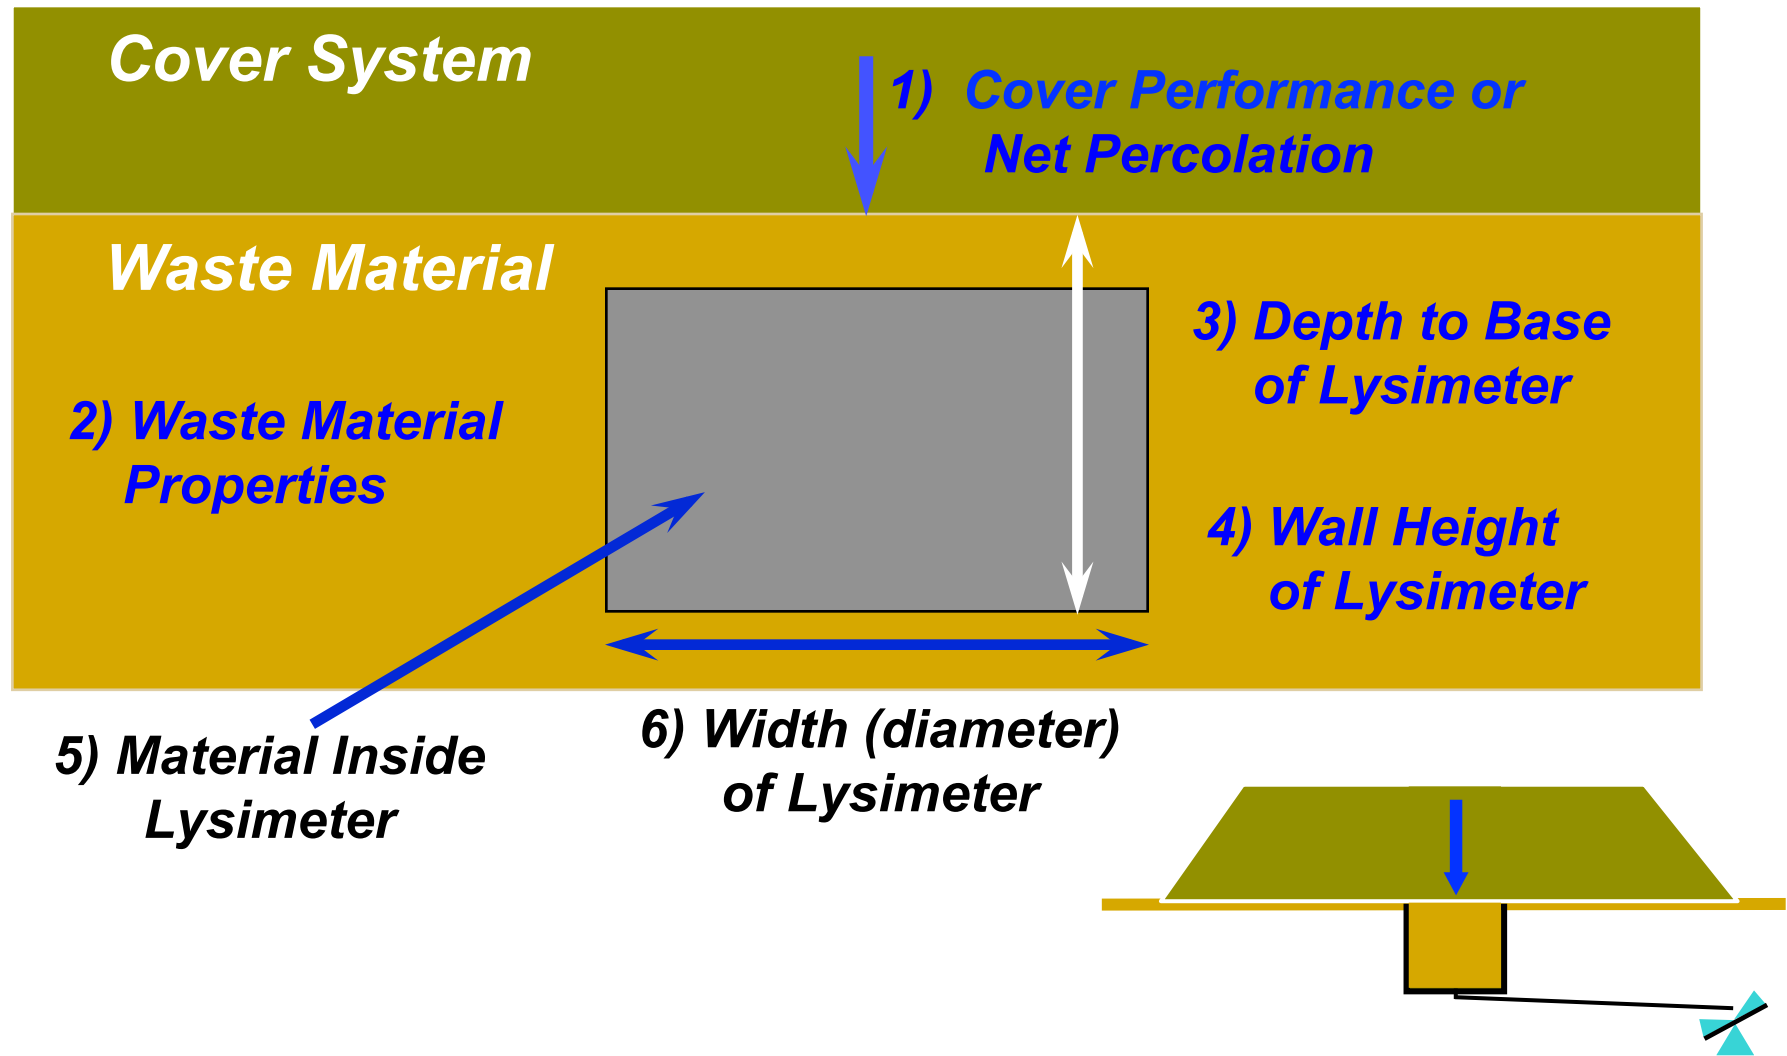 Cover System
1) Cover Performance or
Net Percolation
Waste Material
2) Waste Material
Properties
3) Depth to Base
of Lysimeter
4) Wall Height
of Lysimeter
5) Material Inside
Lysimeter
6) Width (diameter)
of Lysimeter